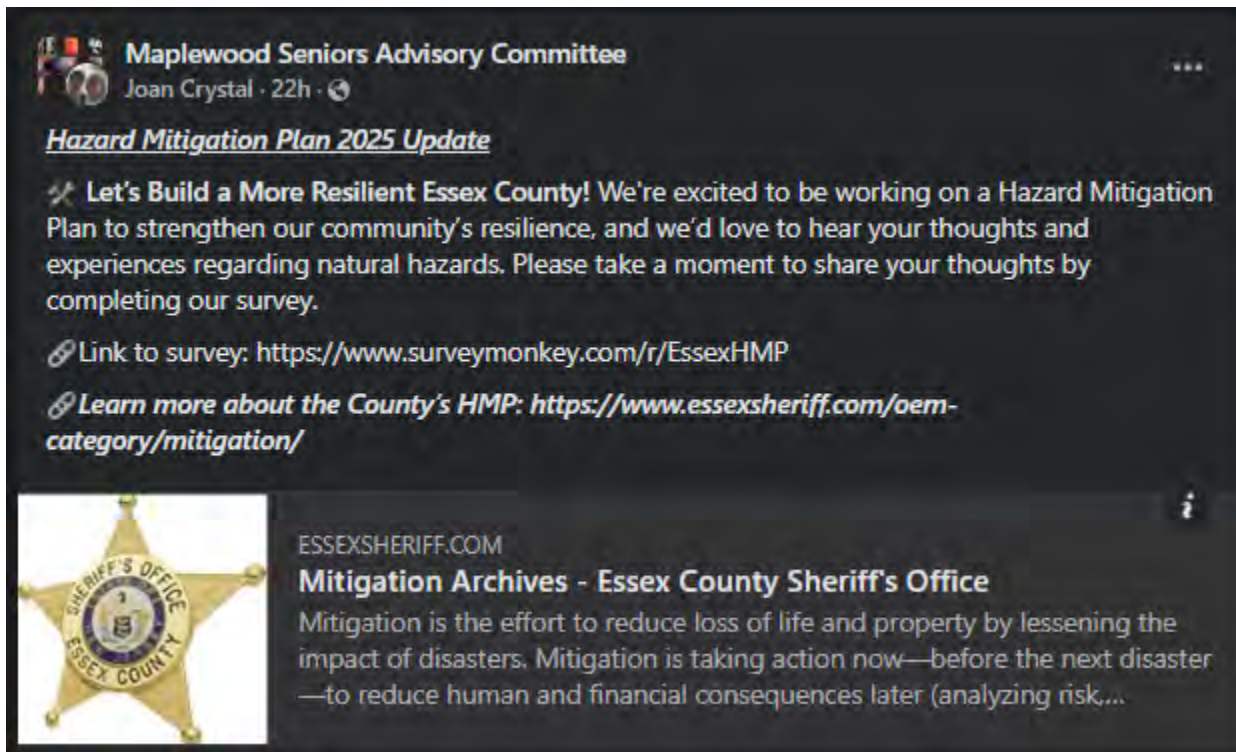 Maplewood Seniors Advisory Committee
Joan Crystal · 22h ·
Hazard Mitigation Plan 2025 Update
🛠 Let's Build a More Resilient Essex County! We're excited to be working on a Hazard Mitigation
Plan to strengthen our community's resilience, and we'd love to hear your thoughts and
experiences regarding natural hazards. Please take a moment to share your thoughts by
completing our survey.
🔗Link to survey: https://www.surveymonkey.com/r/EssexHMP
🔗Learn more about the County's HMP: https://www.essexsheriff.com/oem-
category/mitigation/
SHERIFF'S OFFICE
ESSEX COUNTY
ESSEXSHERIFF.COM
Mitigation Archives - Essex County Sheriff's Office
Mitigation is the effort to reduce loss of life and property by lessening the
impact of disasters. Mitigation is taking action now—before the next disaster
—to reduce human and financial consequences later (analyzing risk,...